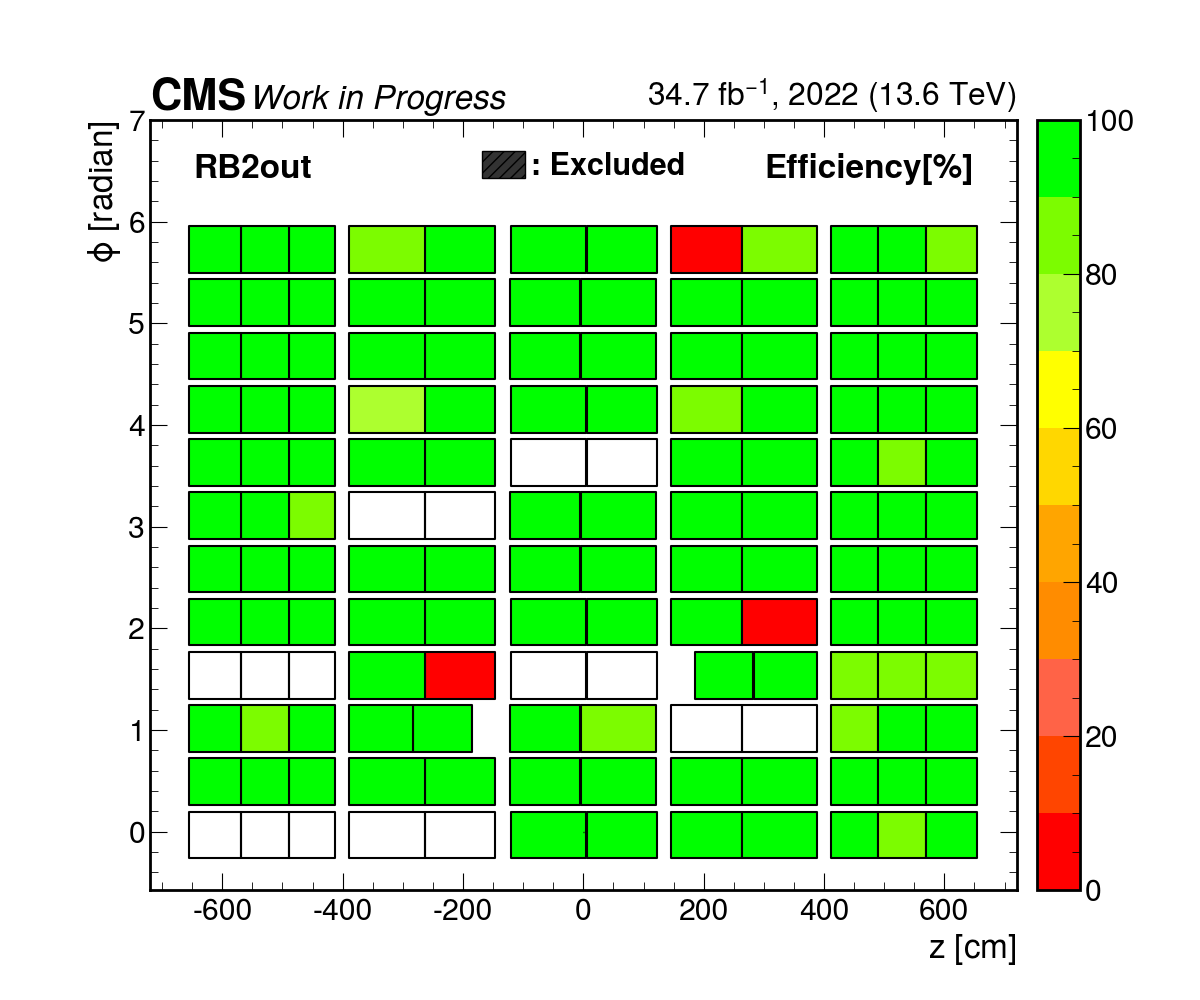 CMS Work in Progress 34.7 fb⁻¹, 2022 (13.6 TeV)
RB2out : Excluded Efficiency[%]
ϕ [radian]
7
6
5
4
3
2
1
0
-600 -400 -200 0 200 400 600
z [cm]
100
80
60
40
20
0